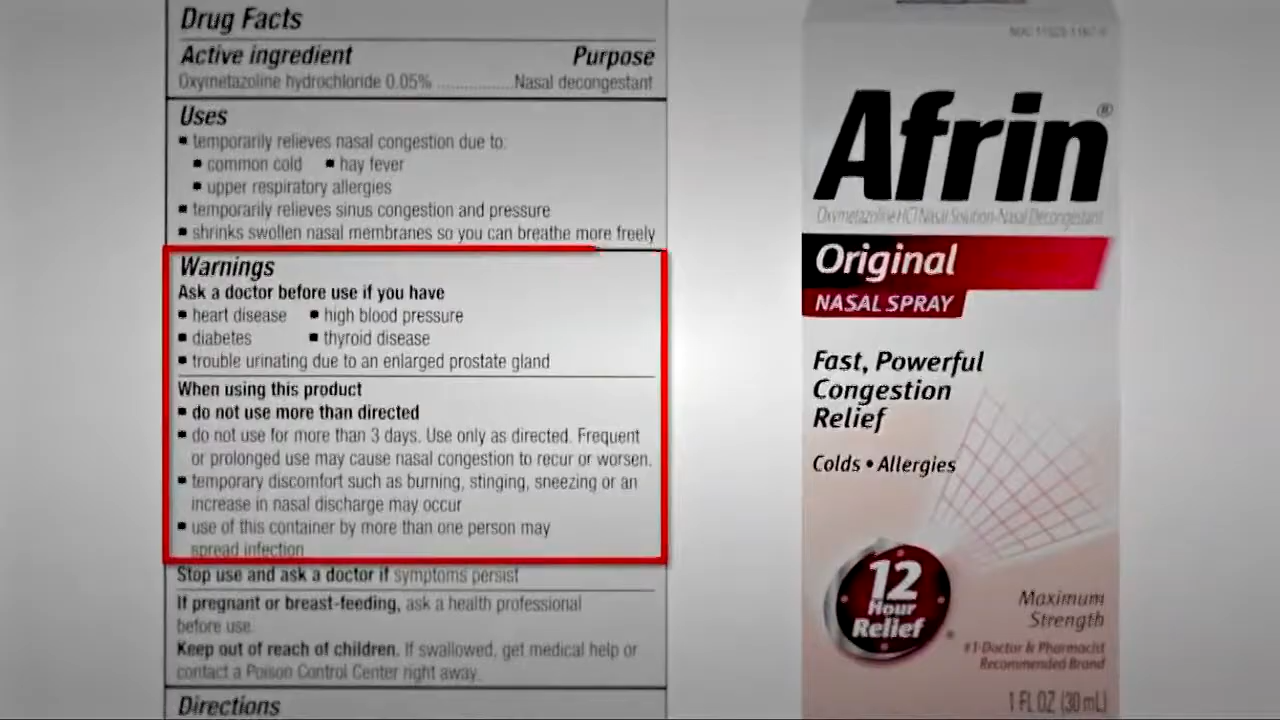 Drug Facts
Active ingredient Purpose
Oxymetazoline hydrochloride 0.05% ................Nasal decongestant
Uses
▪ temporarily relieves nasal congestion due to:
▪ common cold ▪ hay fever
▪ upper respiratory allergies
▪ temporarily relieves sinus congestion and pressure
▪ shrinks swollen nasal membranes so you can breathe more freely
Warnings
Ask a doctor before use if you have
▪ heart disease ▪ high blood pressure
▪ diabetes ▪ thyroid disease
▪ trouble urinating due to an enlarged prostate gland
When using this product
▪ do not use more than directed
▪ do not use for more than 3 days. Use only as directed. Frequent
or prolonged use may cause nasal congestion to recur or worsen.
▪ temporary discomfort such as burning, stinging, sneezing or an
increase in nasal discharge may occur
▪ use of this container by more than one person may
spread infection
Stop use and ask a doctor if symptoms persist
If pregnant or breast-feeding, ask a health professional
before use.
Keep out of reach of children. If swallowed, get medical help or
contact a Poison Control Center right away.
Directions
Afrin®
Oxymetazoline HCl Nasal Solution-Nasal Decongestant
Original
NASAL SPRAY
Fast, Powerful
Congestion
Relief
Colds • Allergies
12
Hour
Relief
Maximum
Strength
#1 Doctor & Pharmacist
Recommended Brand
1 FL OZ (30 mL)